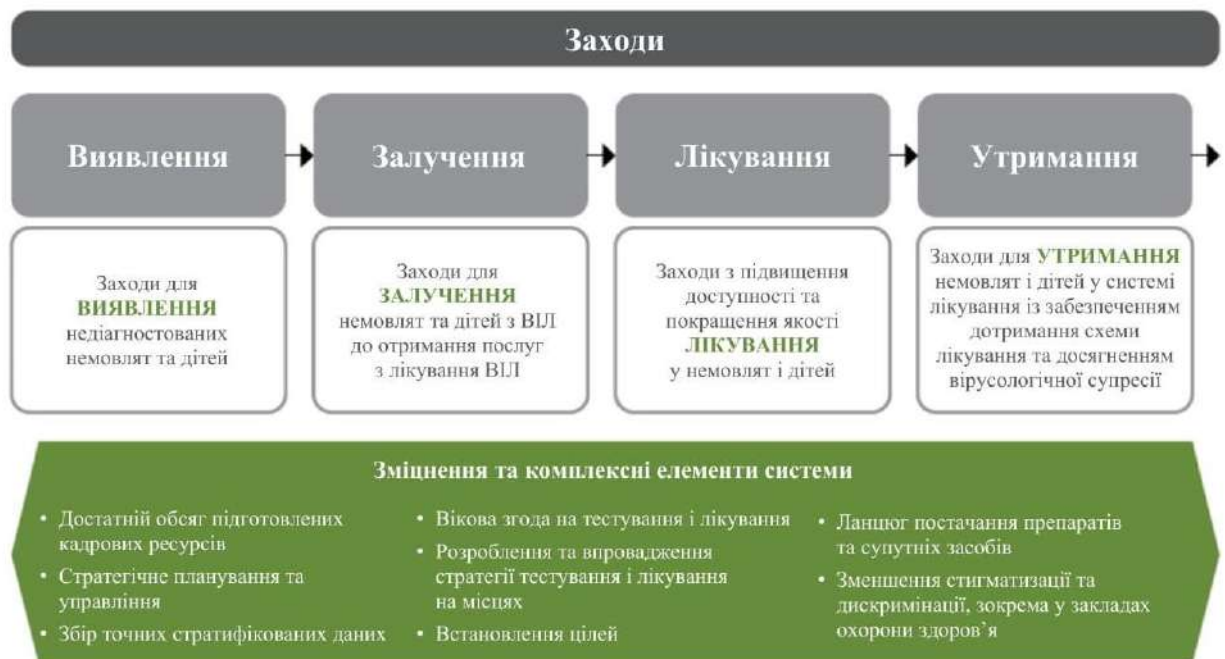 Заходи
Виявлення
Залучення
Лікування
Утримання
Заходи для
ВИЯВЛЕННЯ
недіагностованих
немовлят та дітей
Заходи для
ЗАЛУЧЕННЯ
немовлят та дітей з ВІЛ
до отримання послуг
з лікування ВІЛ
Заходи з підвищення
доступності та
покращення якості
ЛІКУВАННЯ
у немовлят і дітей
Заходи для УТРИМАННЯ
немовлят і дітей у системі
лікування із забезпеченням
дотримання схеми
лікування та досягненням
вірусологічної супресії
Зміцнення та комплексні елементи системи
• Достатній обсяг підготовлених
кадрових ресурсів
• Стратегічне планування та
управління
• Збір точних стратифікованих даних
• Вікова згода на тестування і лікування
• Розроблення та впровадження
стратегії тестування і лікування
на місцях
• Встановлення цілей
• Ланцюг постачання препаратів
та супутніх засобів
• Зменшення стигматизації та
дискримінації, зокрема у закладах
охорони здоров`я